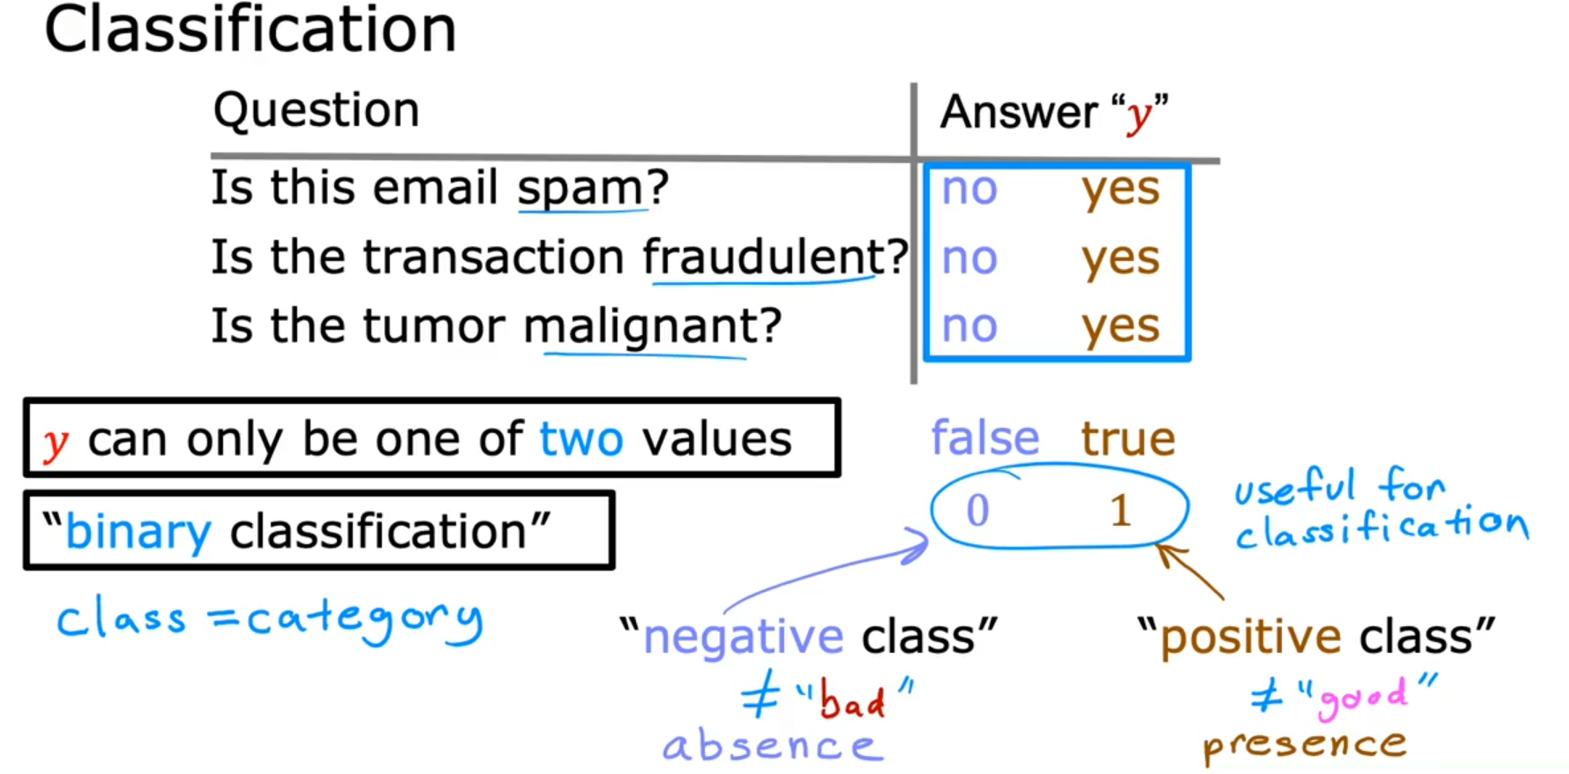 Classification
Question Answer “y”
Is this email spam? no yes
Is the transaction fraudulent? no yes
Is the tumor malignant? no yes
y can only be one of two values
false true
“binary classification”
0 1
useful for
classification
class = category
“negative class” “positive class”
≠ "bad" ≠ "good"
absence presence